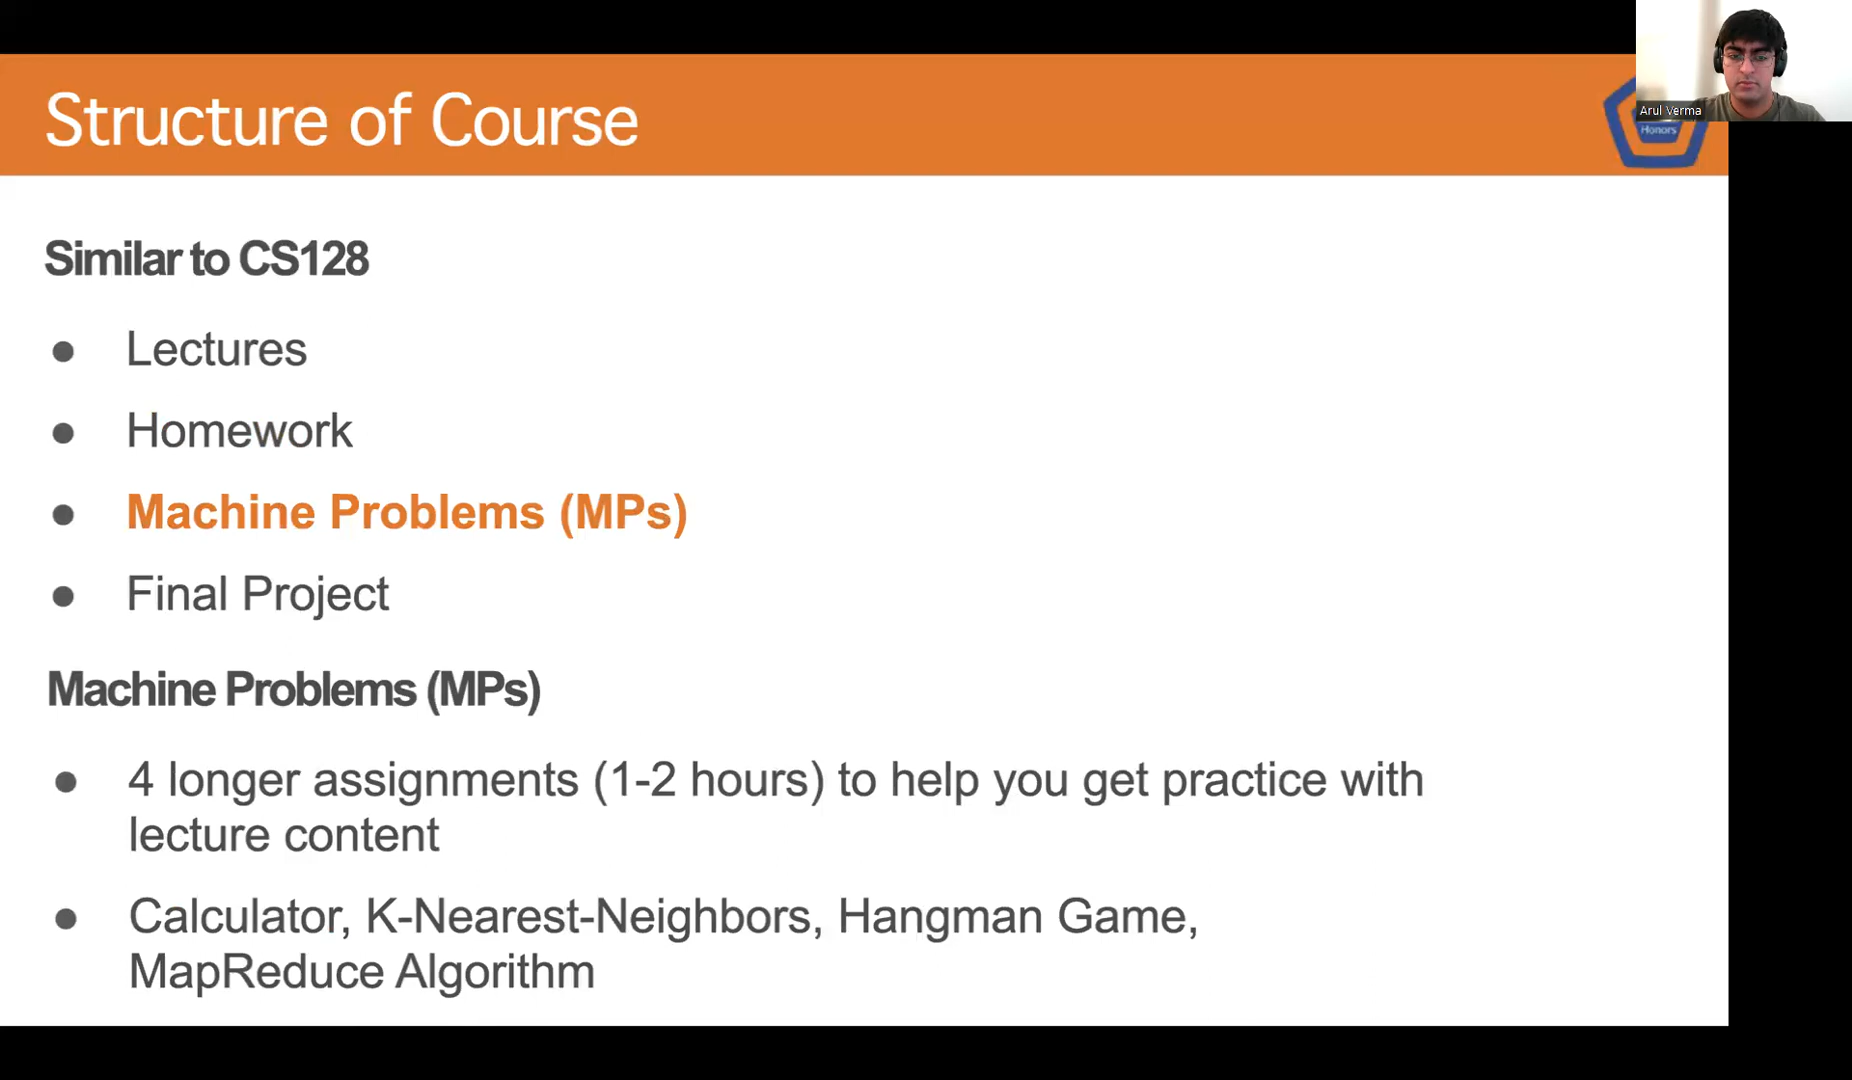 Structure of Course
Arul Verma
Honors
Similar to CS128
● Lectures
● Homework
● Machine Problems (MPs)
● Final Project
Machine Problems (MPs)
● 4 longer assignments (1-2 hours) to help you get practice with
lecture content
● Calculator, K-Nearest-Neighbors, Hangman Game,
MapReduce Algorithm